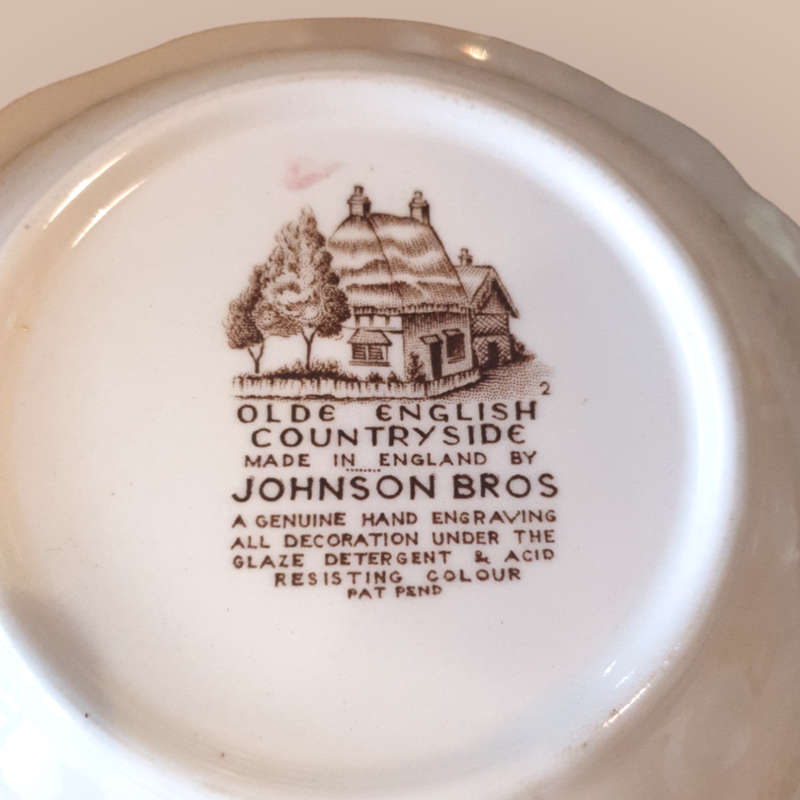 2
OLDE ENGLISH
COUNTRYSIDE
MADE IN ENGLAND BY
JOHNSON BROS
A GENUINE HAND ENGRAVING
ALL DECORATION UNDER THE
GLAZE DETERGENT & ACID
RESISTING COLOUR
PAT PEND